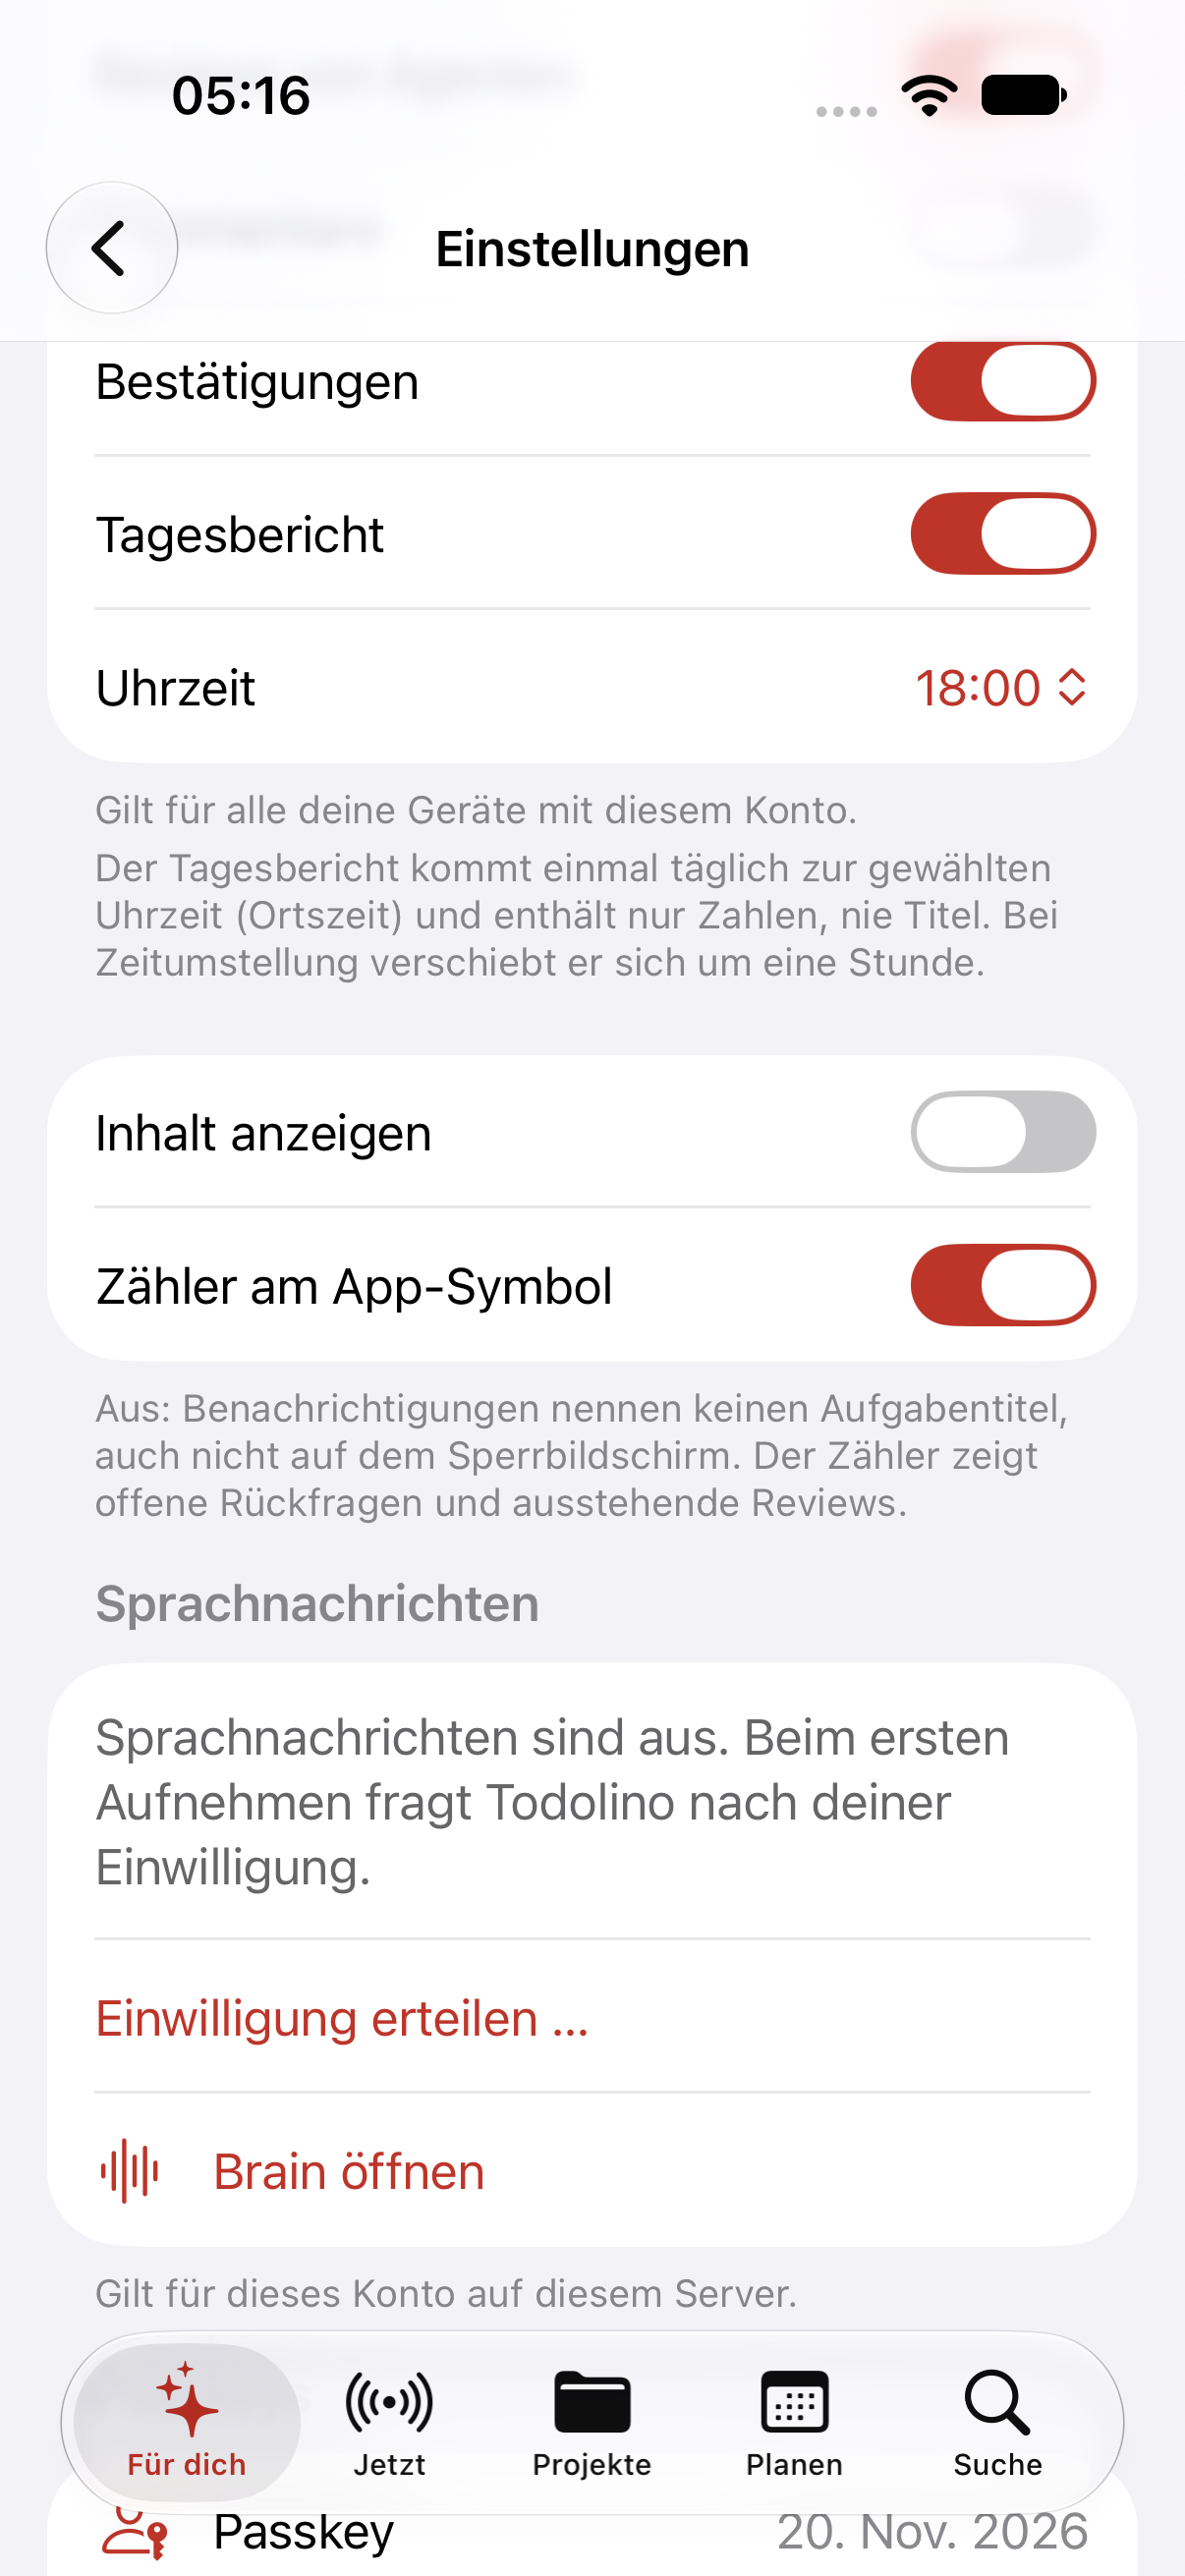 05:16
Einstellungen
Bestätigungen
Tagesbericht
Uhrzeit
18:00
Gilt für alle deine Geräte mit diesem Konto.
Der Tagesbericht kommt einmal täglich zur gewählten
Uhrzeit (Ortszeit) und enthält nur Zahlen, nie Titel. Bei
Zeitumstellung verschiebt er sich um eine Stunde.
Inhalt anzeigen
Zähler am App-Symbol
Aus: Benachrichtigungen nennen keinen Aufgabentitel,
auch nicht auf dem Sperrbildschirm. Der Zähler zeigt
offene Rückfragen und ausstehende Reviews.
Sprachnachrichten
Sprachnachrichten sind aus. Beim ersten
Aufnehmen fragt Todolino nach deiner
Einwilligung.
Einwilligung erteilen ...
Brain öffnen
Gilt für dieses Konto auf diesem Server.
Für dich
Jetzt
Projekte
Planen
Suche
Passkey
20. Nov. 2026